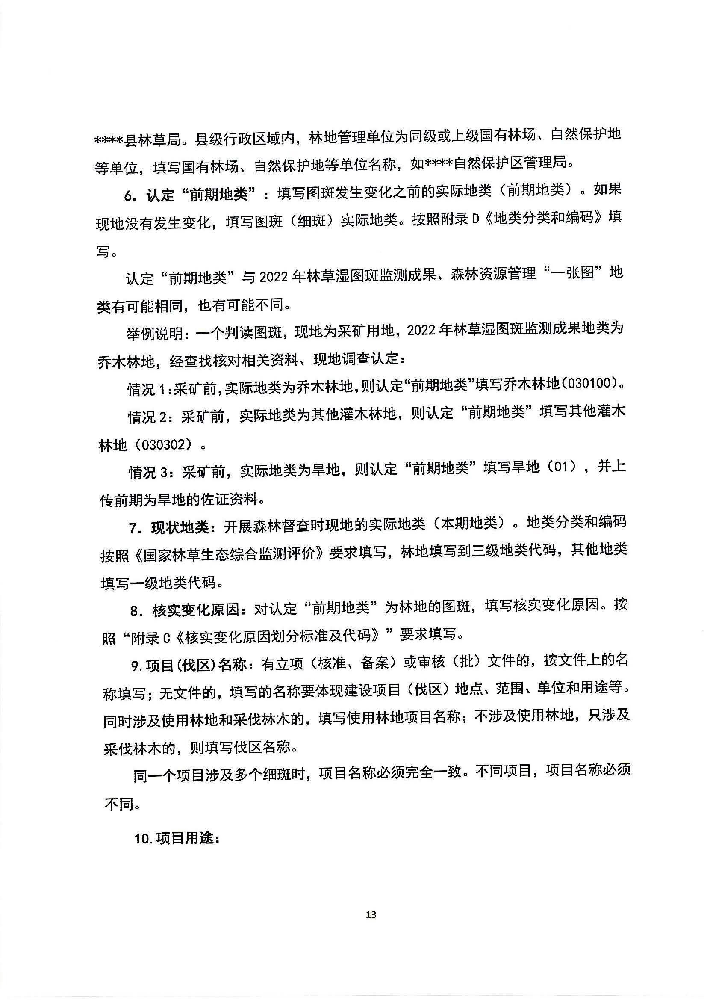 ****县林草局。县级行政区域内，林地管理单位为同级或上级国有林场、自然保护地
等单位，填写国有林场、自然保护地等单位名称，如****自然保护区管理局。
6. 认定“前期地类”：填写图斑发生变化之前的实际地类（前期地类）。如果
现地没有发生变化，填写图斑（细斑）实际地类。按照附录 D《地类分类和编码》填
写。
认定“前期地类”与 2022 年林草湿图斑监测成果、森林资源管理“一张图”地
类有可能相同，也有可能不同。
举例说明：一个判读图斑，现地为采矿用地，2022 年林草湿图斑监测成果地类为
乔木林地，经查找核对相关资料、现地调查认定：
情况 1：采矿前，实际地类为乔木林地，则认定“前期地类”填写乔木林地（030100）。
情况 2：采矿前，实际地类为其他灌木林地，则认定“前期地类”填写其他灌木
林地（030302）。
情况 3：采矿前，实际地类为旱地，则认定“前期地类”填写旱地（01），并上
传前期为旱地的佐证资料。
7. 现状地类：开展森林督查时现地的实际地类（本期地类）。地类分类和编码
按照《国家林草生态综合监测评价》要求填写，林地填写到三级地类代码，其他地类
填写一级地类代码。
8. 核实变化原因：对认定“前期地类”为林地的图斑，填写核实变化原因。按
照“附录 C《核实变化原因划分标准及代码》”要求填写。
9. 项目(伐区)名称：有立项（核准、备案）或审核（批）文件的，按文件上的名
称填写；无文件的，填写的名称要体现建设项目（伐区）地点、范围、单位和用途等。
同时涉及使用林地和采伐林木的，填写使用林地项目名称；不涉及使用林地，只涉及
采伐林木的，则填写伐区名称。
同一个项目涉及多个细斑时，项目名称必须完全一致。不同项目，项目名称必须
不同。
10. 项目用途：
13